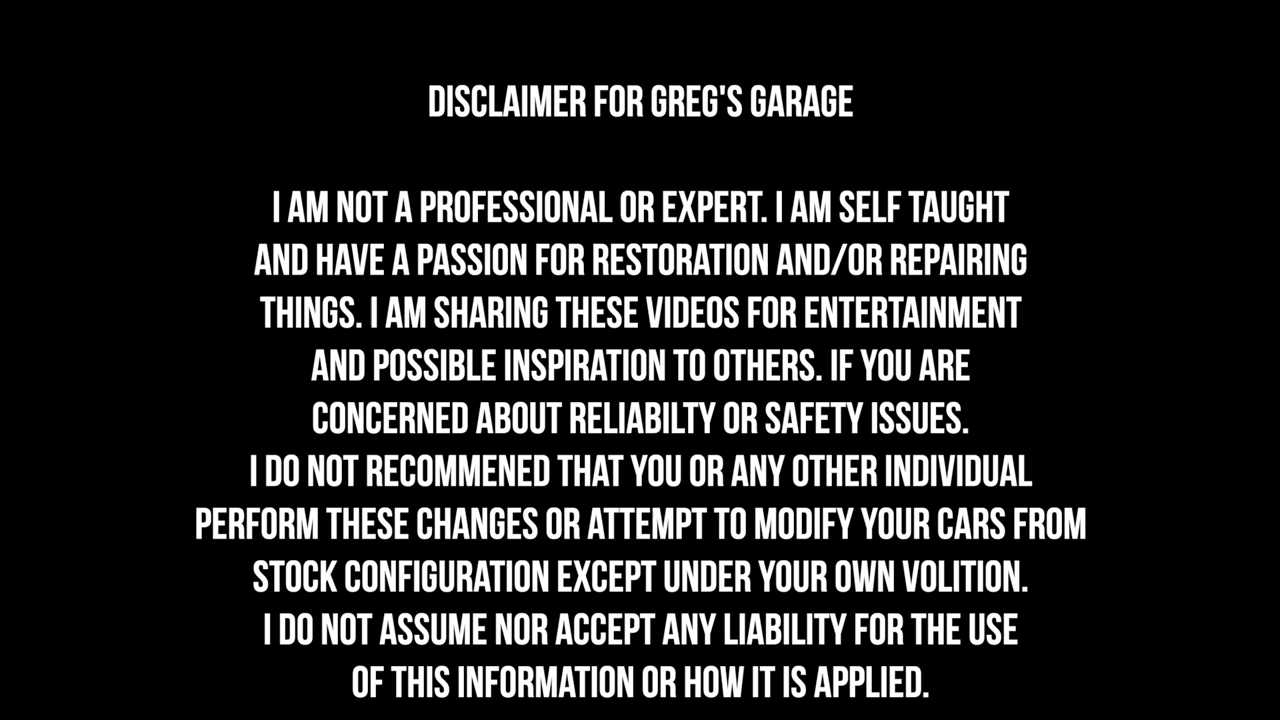 DISCLAIMER FOR GREG'S GARAGE
I AM NOT A PROFESSIONAL OR EXPERT. I AM SELF TAUGHT
AND HAVE A PASSION FOR RESTORATION AND/OR REPAIRING
THINGS. I AM SHARING THESE VIDEOS FOR ENTERTAINMENT
AND POSSIBLE INSPIRATION TO OTHERS. IF YOU ARE
CONCERNED ABOUT RELIABILTY OR SAFETY ISSUES.
I DO NOT RECOMMENED THAT YOU OR ANY OTHER INDIVIDUAL
PERFORM THESE CHANGES OR ATTEMPT TO MODIFY YOUR CARS FROM
STOCK CONFIGURATION EXCEPT UNDER YOUR OWN VOLITION.
I DO NOT ASSUME NOR ACCEPT ANY LIABILITY FOR THE USE
OF THIS INFORMATION OR HOW IT IS APPLIED.